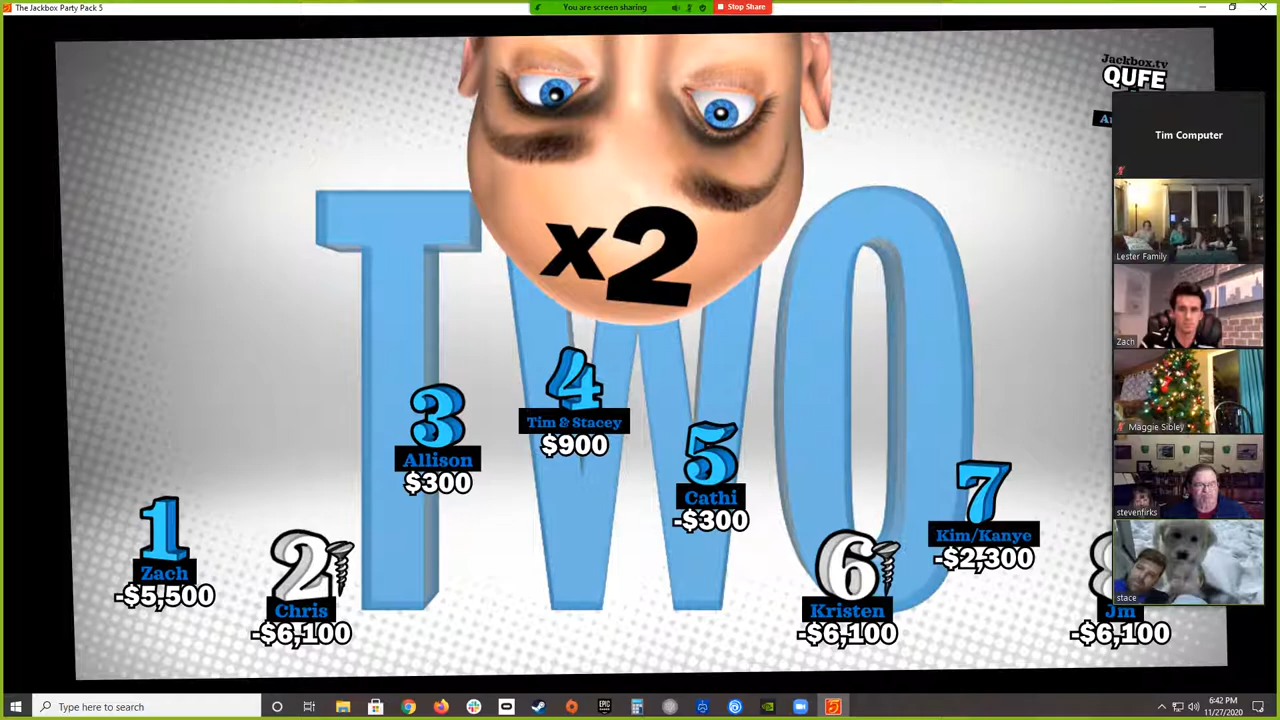 The Jackbox Party Pack 5
You are screen sharing
Stop Share
Jackbox.tv
QUFE
Tim Computer
Lester Family
Zach
Maggie Sibley
stevenfirks
stace
x2
TWO
1
Zach
-$5,500
2
Chris
-$6,100
3
Allison
$300
4
Tim & Stacey
$900
5
Cathi
-$300
6
Kristen
-$6,100
7
Kim/Kanye
-$2,300
8
Jm
-$6,100
Type here to search
EPIC
6:42 PM
11/27/2020